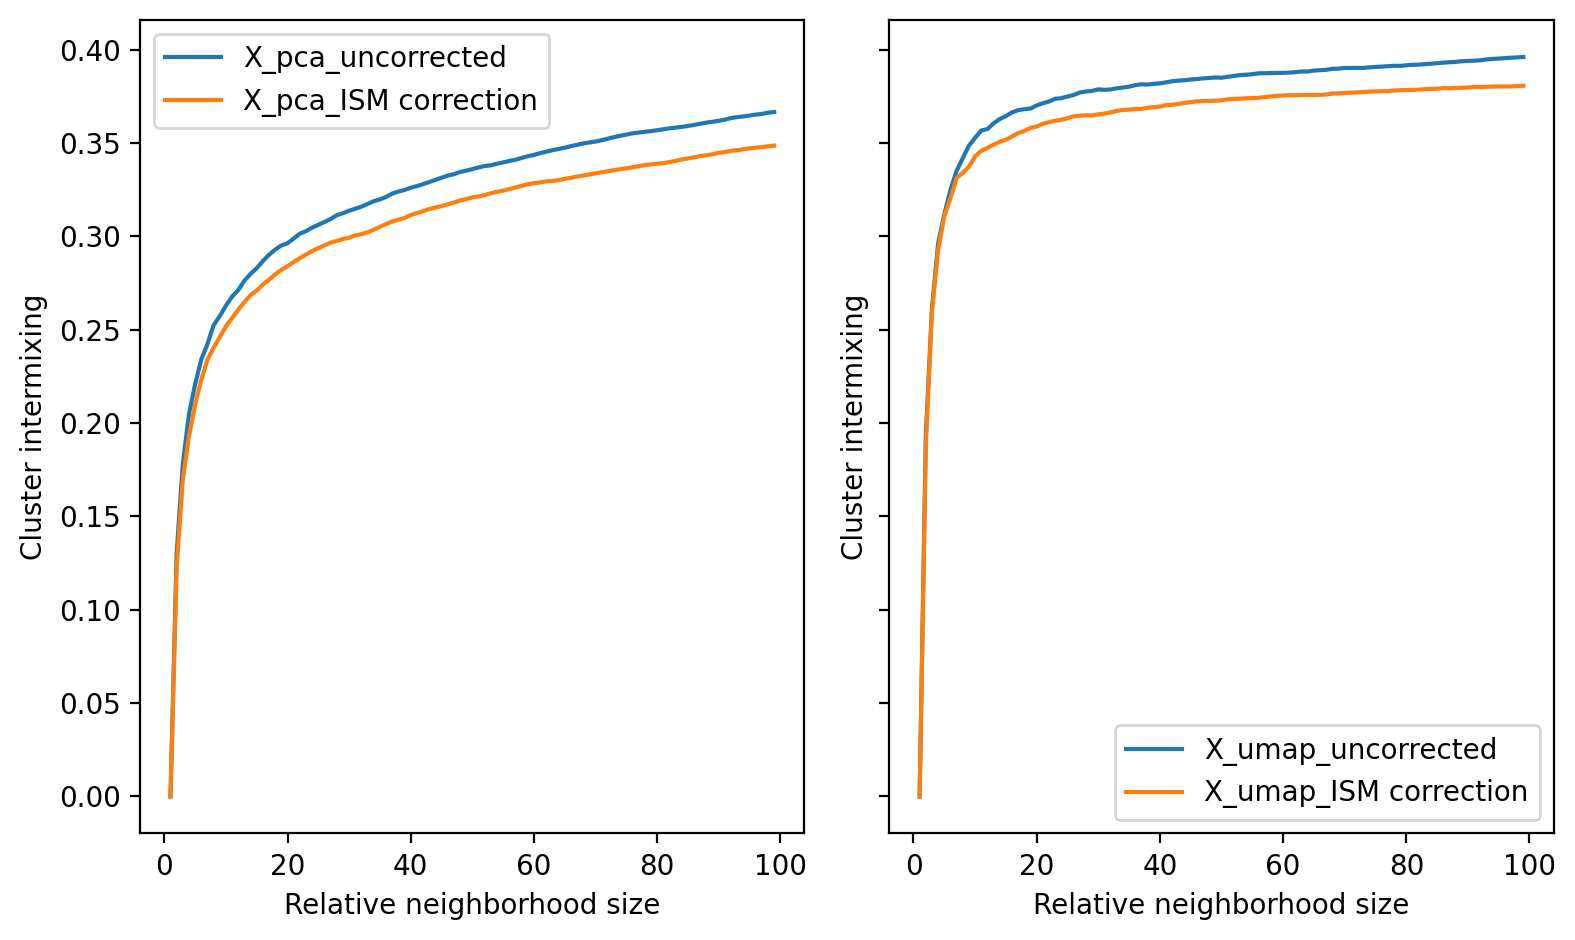 X_pca_uncorrected
X_pca_ISM correction
0.40
0.35
0.30
0.25
0.20
0.15
0.10
0.05
0.00
Cluster intermixing
0 20 40 60 80 100
Relative neighborhood size
Cluster intermixing
X_umap_uncorrected
X_umap_ISM correction
0 20 40 60 80 100
Relative neighborhood size